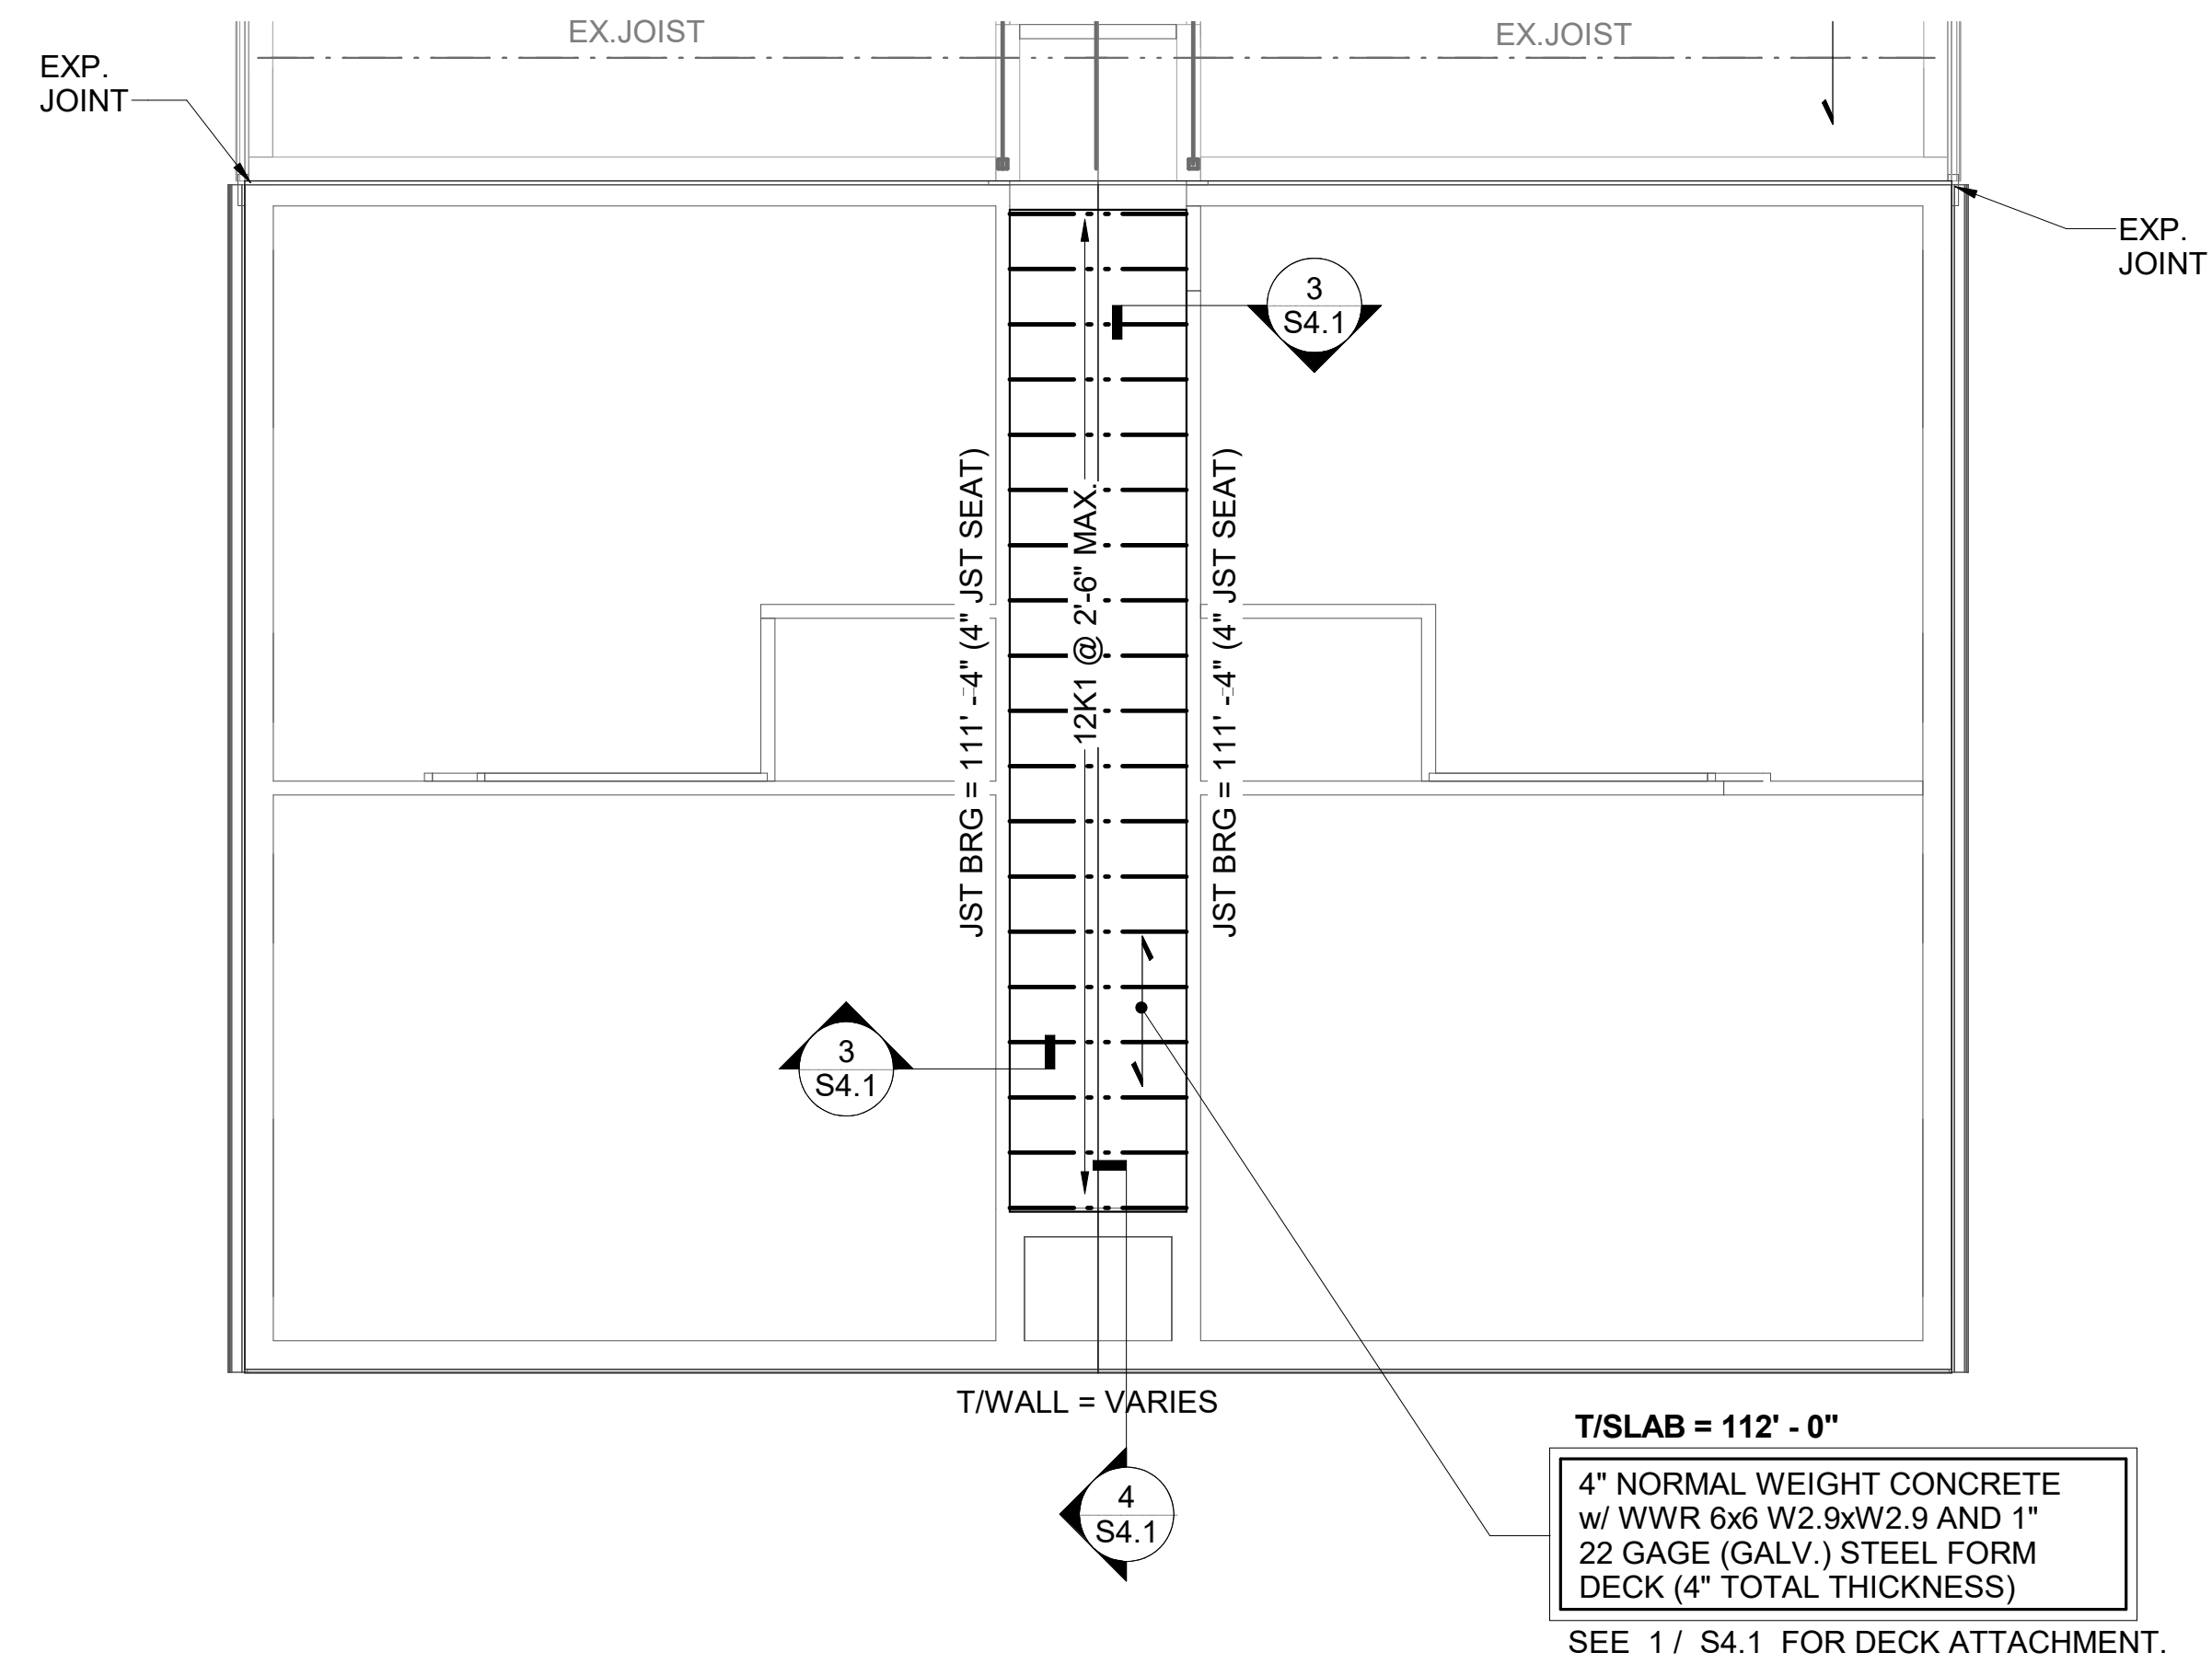 EX.JOIST
EX.JOIST
EXP.
JOINT
EXP.
JOINT
3
S4.1
JST BRG = 111' - 4" (4" JST SEAT)
12K1 @ 2'-6" MAX.
JST BRG = 111' - 4" (4" JST SEAT)
3
S4.1
T/WALL = VARIES
4
S4.1
T/SLAB = 112' - 0"
4" NORMAL WEIGHT CONCRETE
w/ WWR 6x6 W2.9xW2.9 AND 1"
22 GAGE (GALV.) STEEL FORM
DECK (4" TOTAL THICKNESS)
SEE 1 / S4.1 FOR DECK ATTACHMENT.